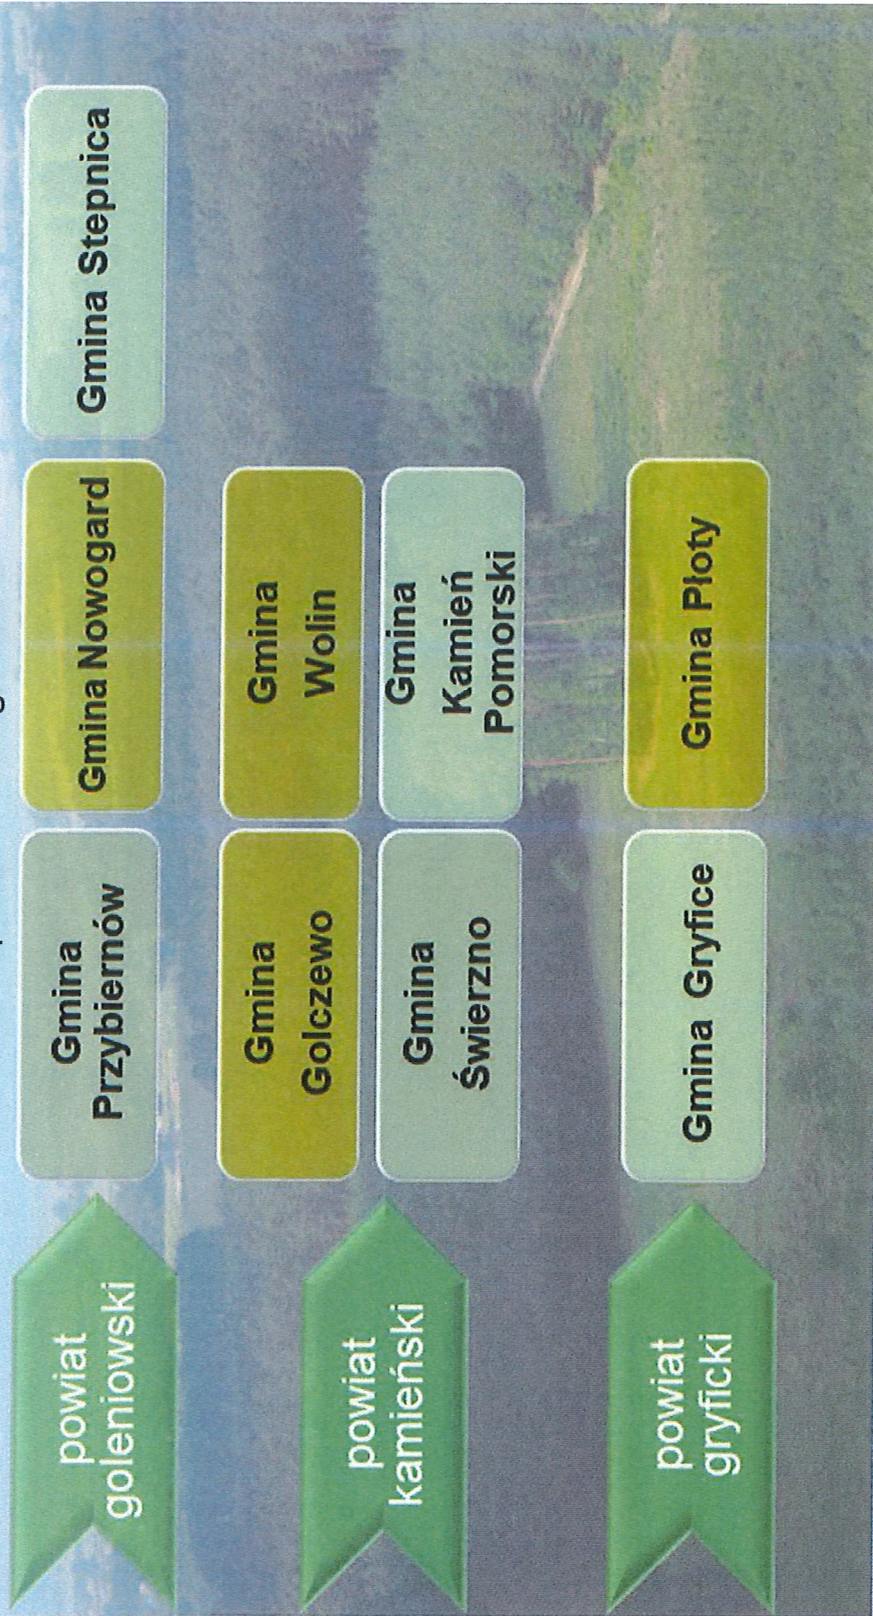 powiat
goleniowski
Gmina
Przybiernów
Gmina Nowogard
Gmina Stepnica
powiat
kamieński
Gmina
Golczewo
Gmina
Wolin
Gmina
Świerzno
Gmina
Kamień
Pomorski
powiat
gryficki
Gmina Gryfice
Gmina Płoty